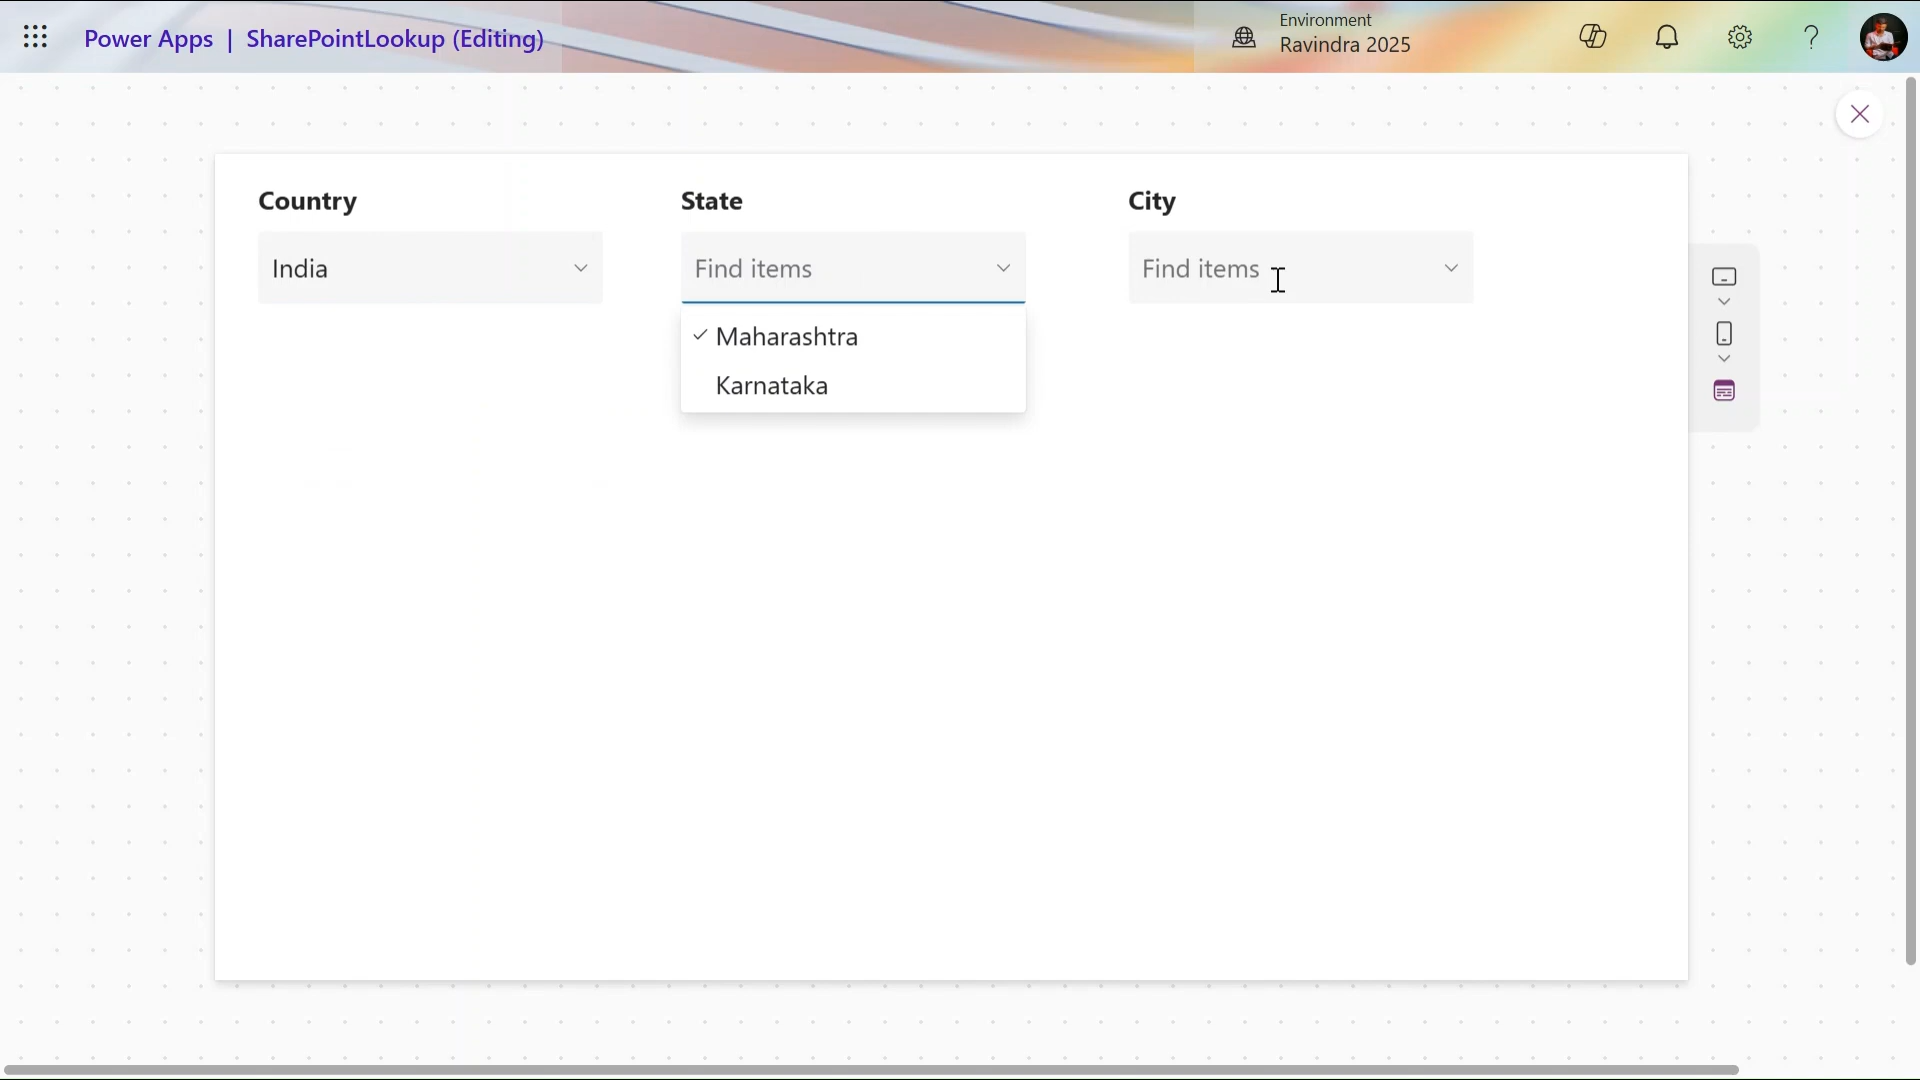 Power Apps | SharePointLookup (Editing)
Environment
Ravindra 2025
Country
State
City
India
Find items
Find items
Maharashtra
Karnataka